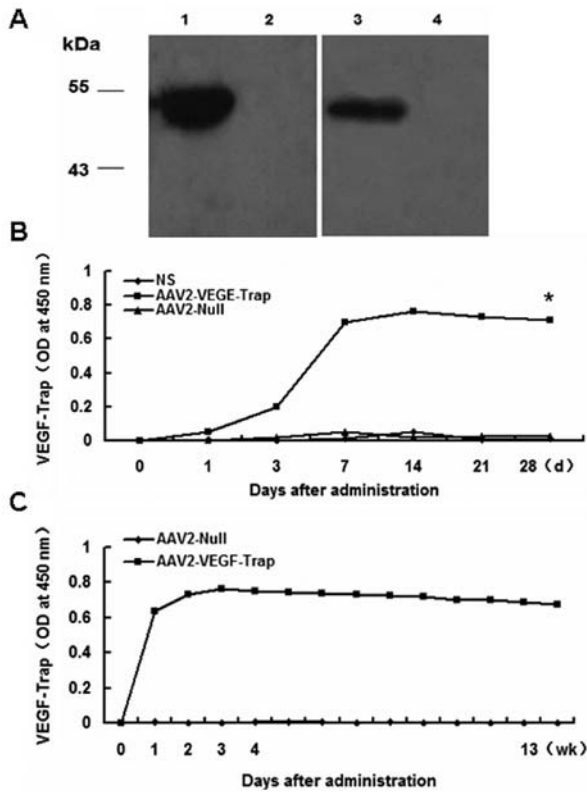 A
1 2 3 4
kDa
55
43
B
NS
AAV2-VEGE-Trap
AAV2-Null
*
1
0.8
0.6
0.4
0.2
0
VEGF-Trap（OD at 450 nm）
0 1 3 7 14 21 28（d）
Days after administration
C
AAV2-Null
AAV2-VEGF-Trap
1
0.8
0.6
0.4
0.2
0
VEGF-Trap（OD at 450 nm）
0 1 2 3 4 13（wk）
Days after administration